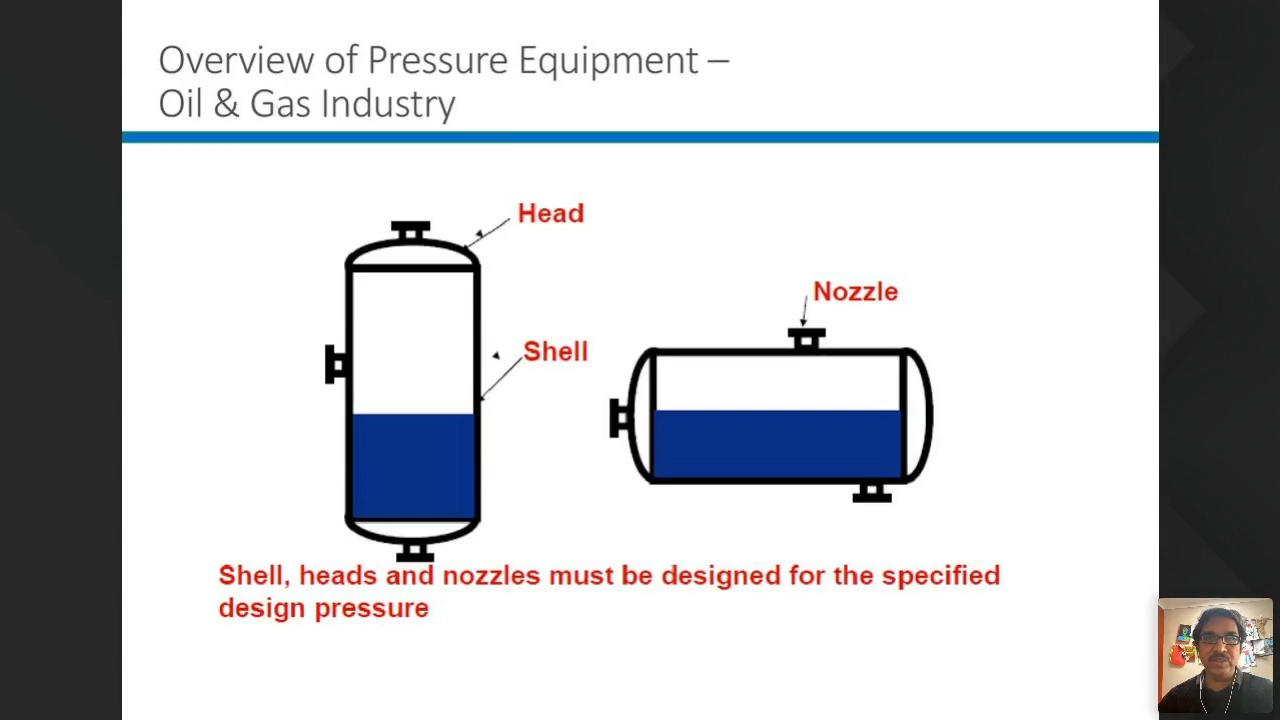 Overview of Pressure Equipment –
Oil & Gas Industry
Head
Nozzle
Shell
Shell, heads and nozzles must be designed for the specified
design pressure